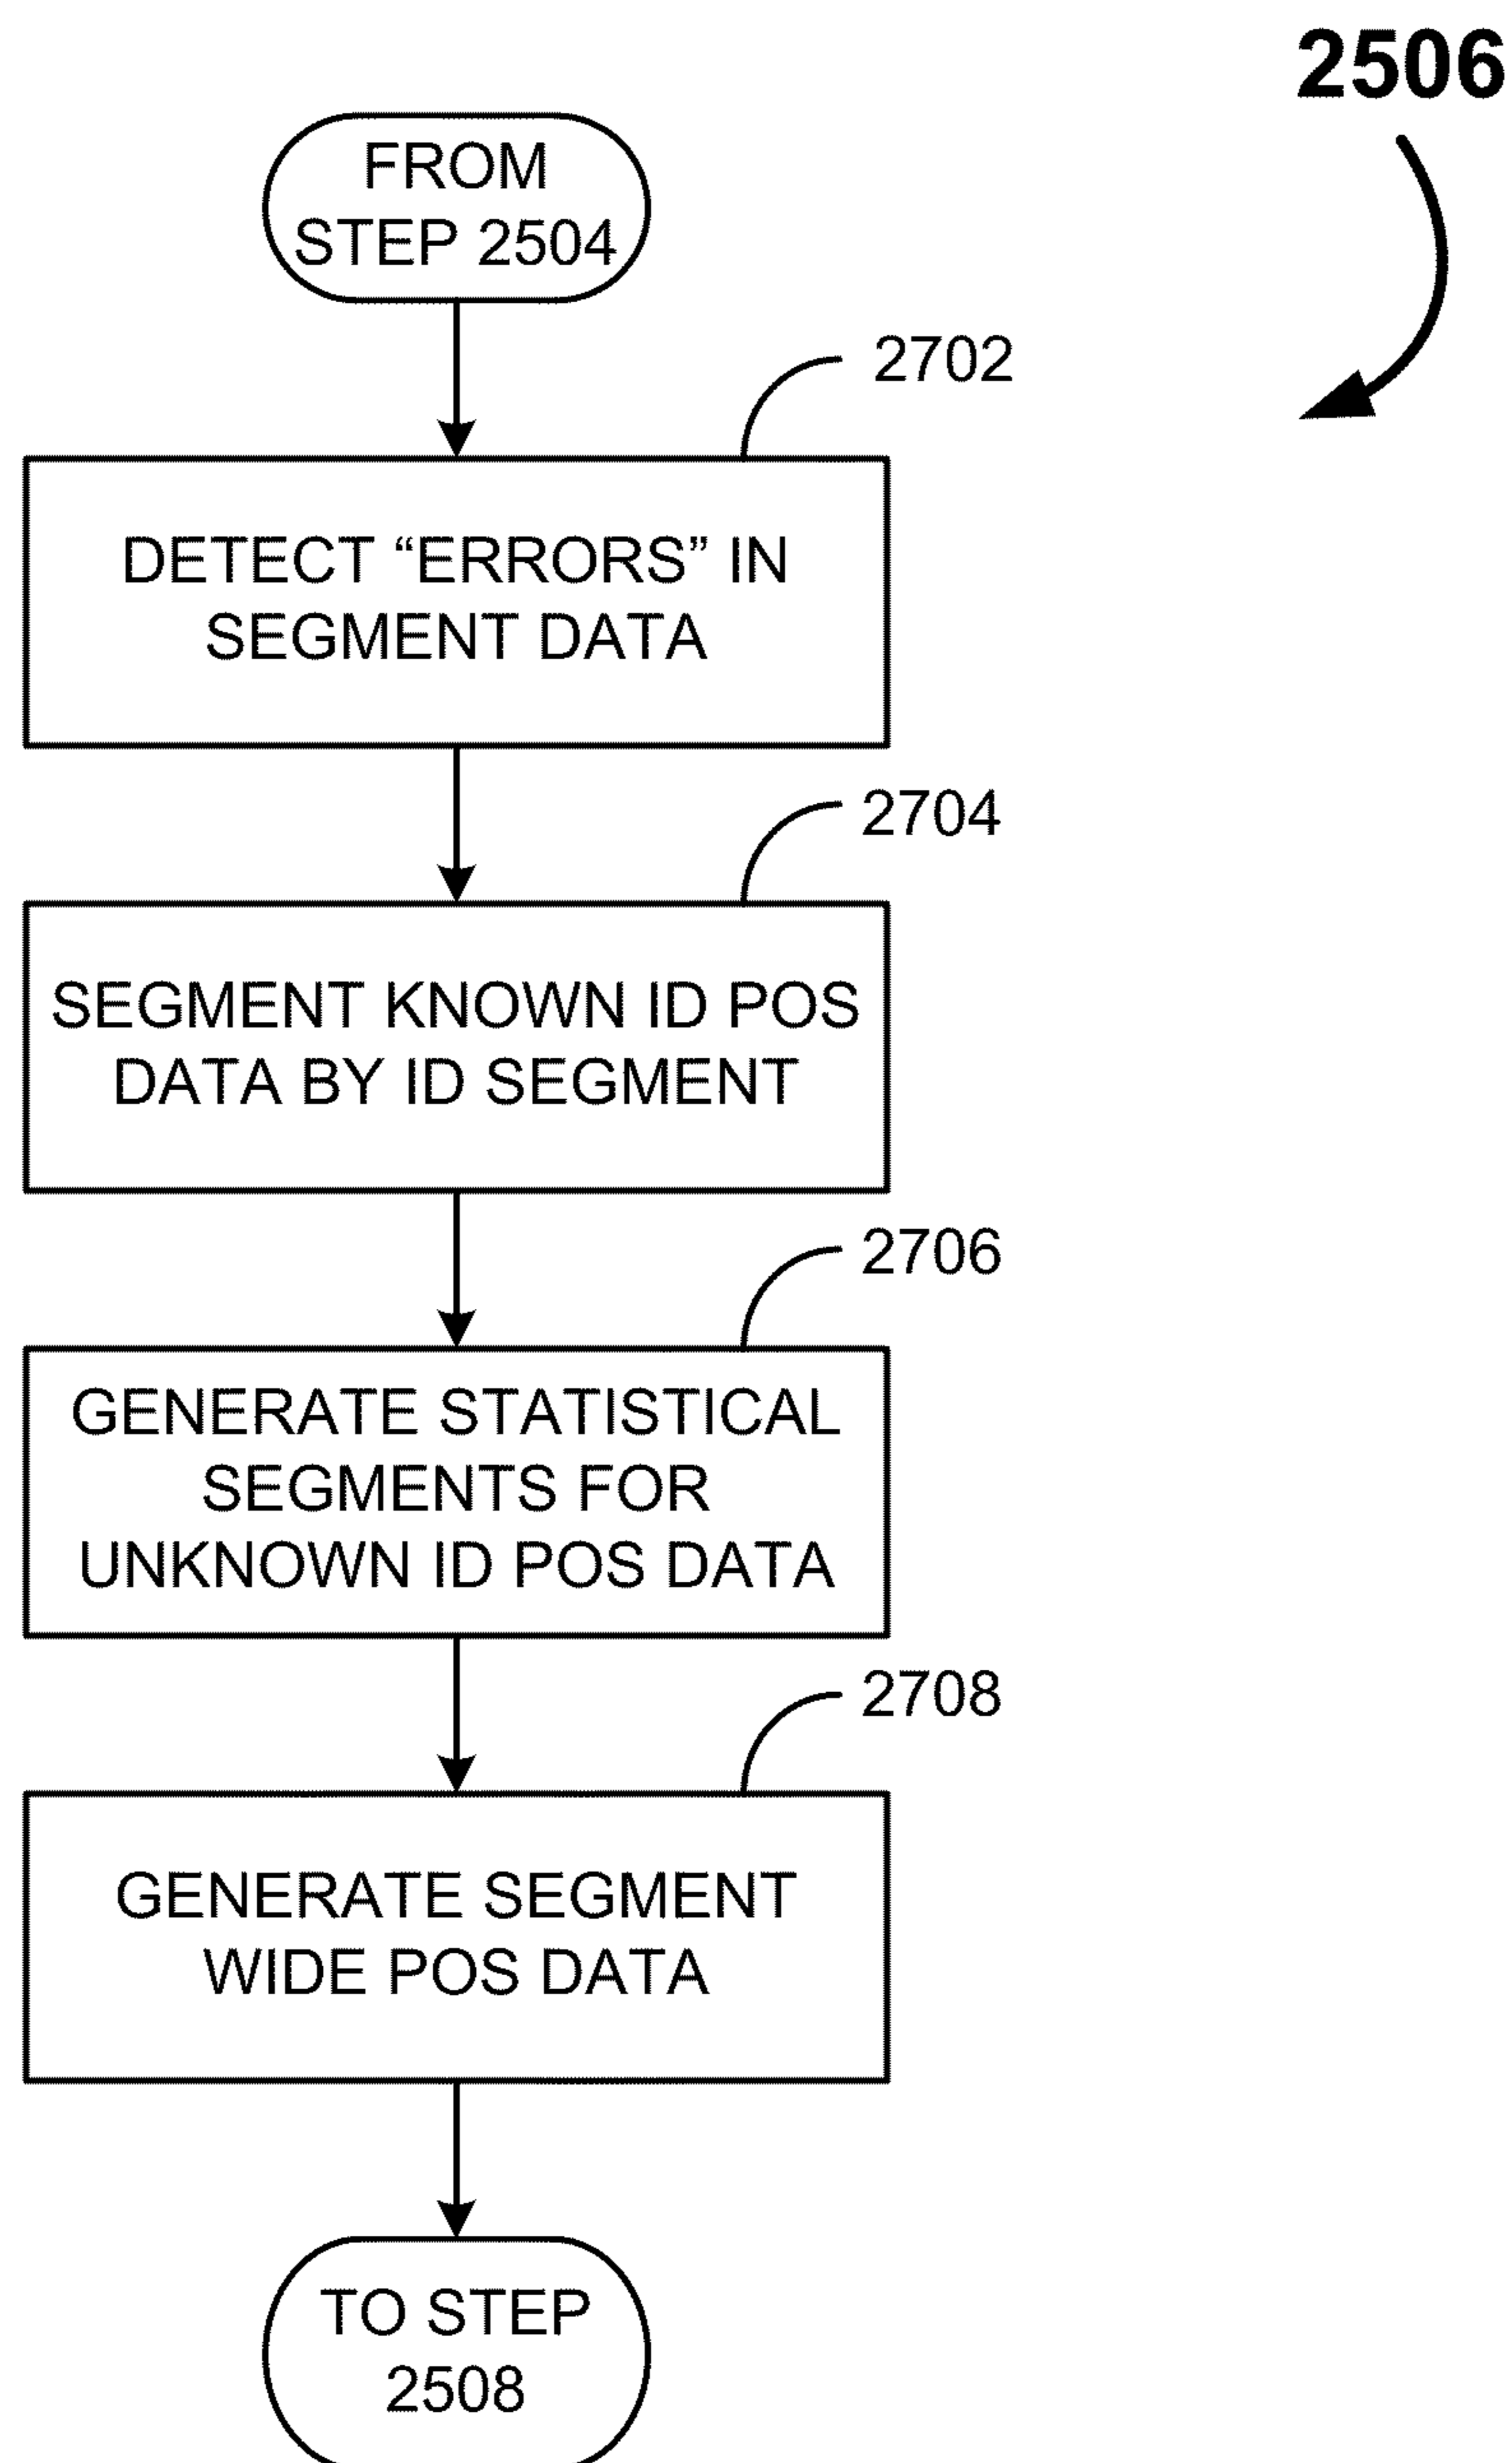 2506
FROM
STEP 2504
2702
DETECT “ERRORS” IN
SEGMENT DATA
2704
SEGMENT KNOWN ID POS
DATA BY ID SEGMENT
2706
GENERATE STATISTICAL
SEGMENTS FOR
UNKNOWN ID POS DATA
2708
GENERATE SEGMENT
WIDE POS DATA
TO STEP
2508